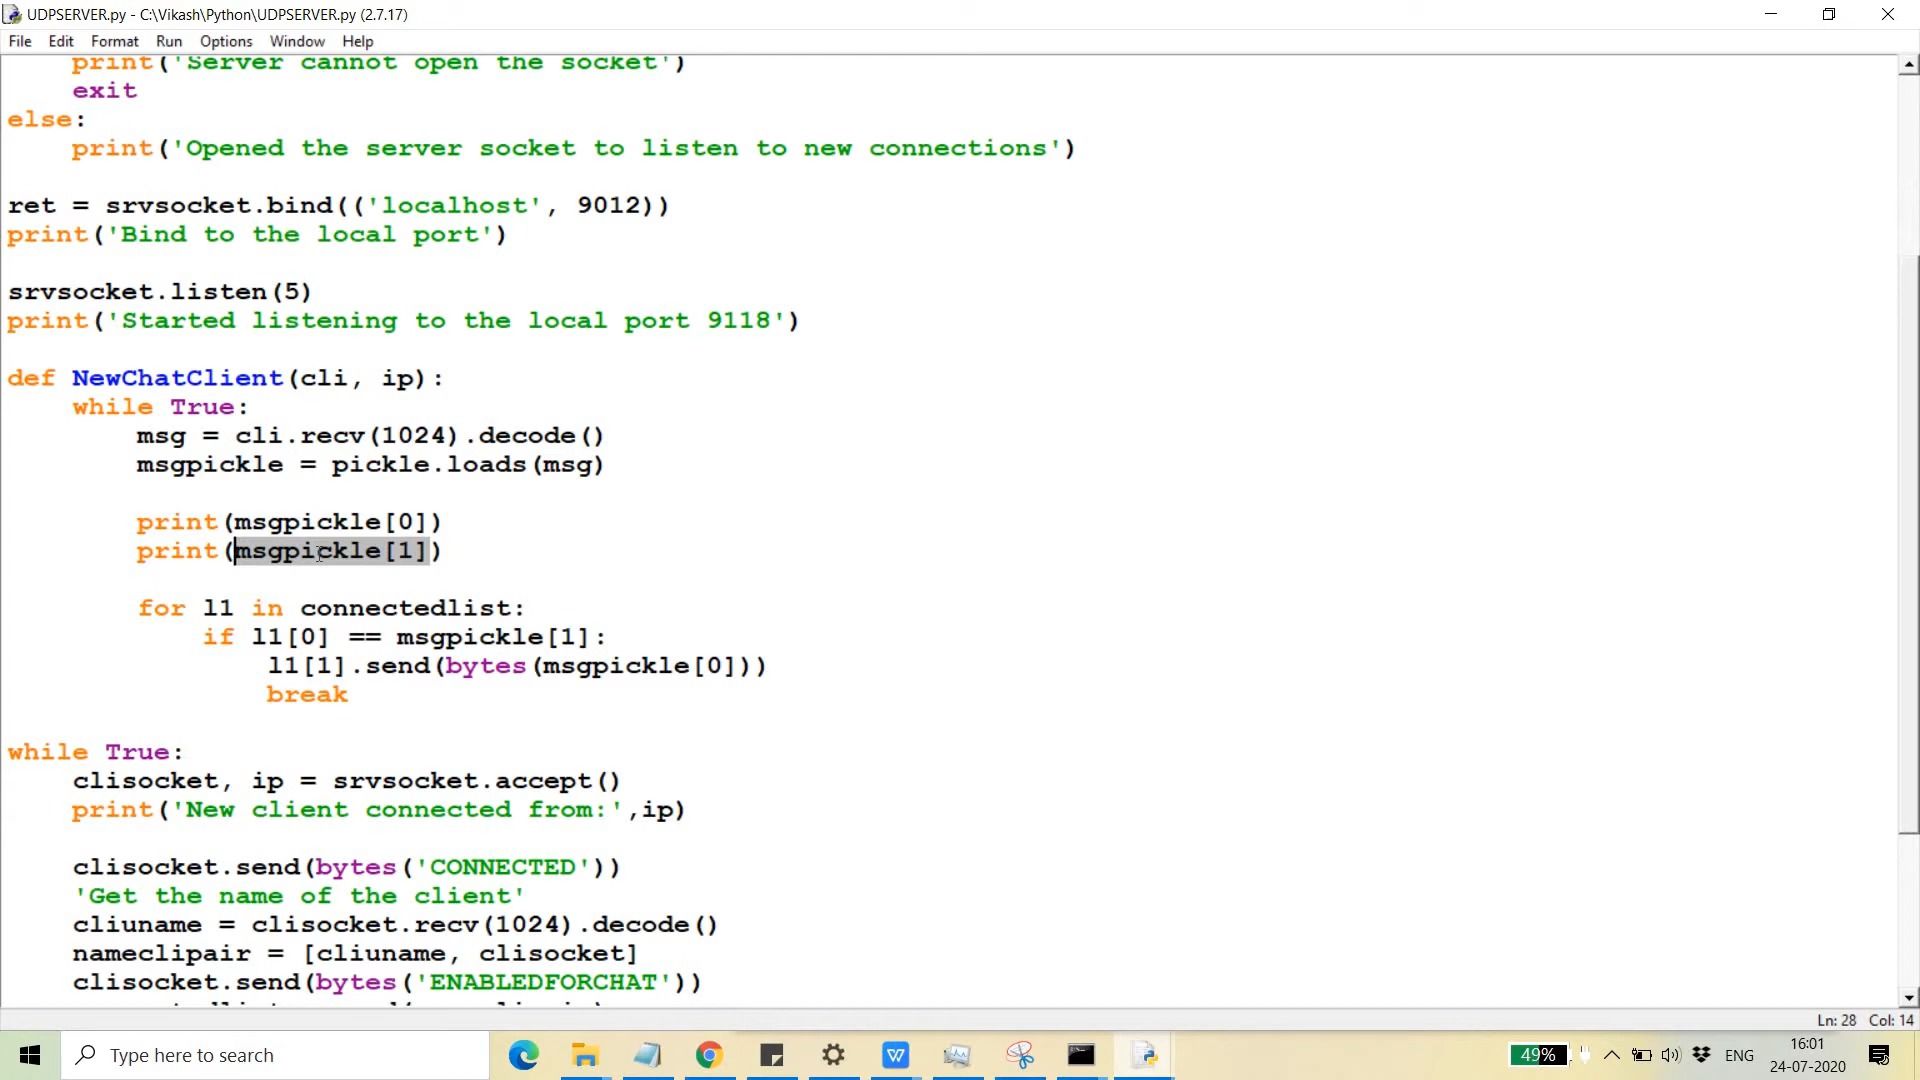 UDPSERVER.py - C:\Vikash\Python\UDPSERVER.py (2.7.17)
File Edit Format Run Options Window Help
print('Server cannot open the socket')
exit
else:
print('Opened the server socket to listen to new connections')
ret = srvsocket.bind(('localhost', 9012))
print('Bind to the local port')
srvsocket.listen(5)
print('Started listening to the local port 9118')
def NewChatClient(cli, ip):
while True:
msg = cli.recv(1024).decode()
msgpickle = pickle.loads(msg)
print(msgpickle[0])
print(msgpickle[1])
for l1 in connectedlist:
if l1[0] == msgpickle[1]:
l1[1].send(bytes(msgpickle[0]))
break
while True:
clisocket, ip = srvsocket.accept()
print('New client connected from:',ip)
clisocket.send(bytes('CONNECTED'))
'Get the name of the client'
cliuname = clisocket.recv(1024).decode()
nameclipair = [cliuname, clisocket]
clisocket.send(bytes('ENABLEDFORCHAT'))
Ln: 28 Col: 14
Type here to search
49%
ENG
16:01
24-07-2020